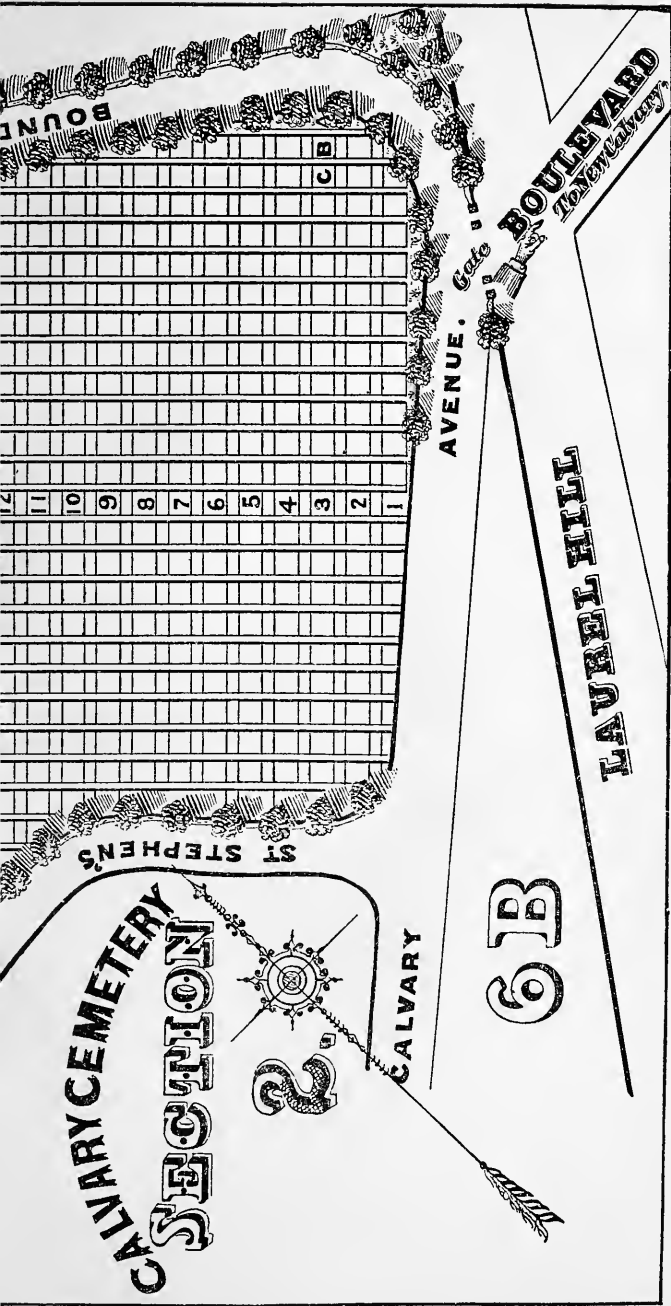 CALVARY CEMETERY
SECTION
2.
ST STEPHEN'S
CALVARY
AVENUE.
6B
LAUREL HILL
BOULEVARD
To New Calvary,
Gate
BOUND
A
B
C
12
11
10
9
8
7
6
5
4
3
2
1